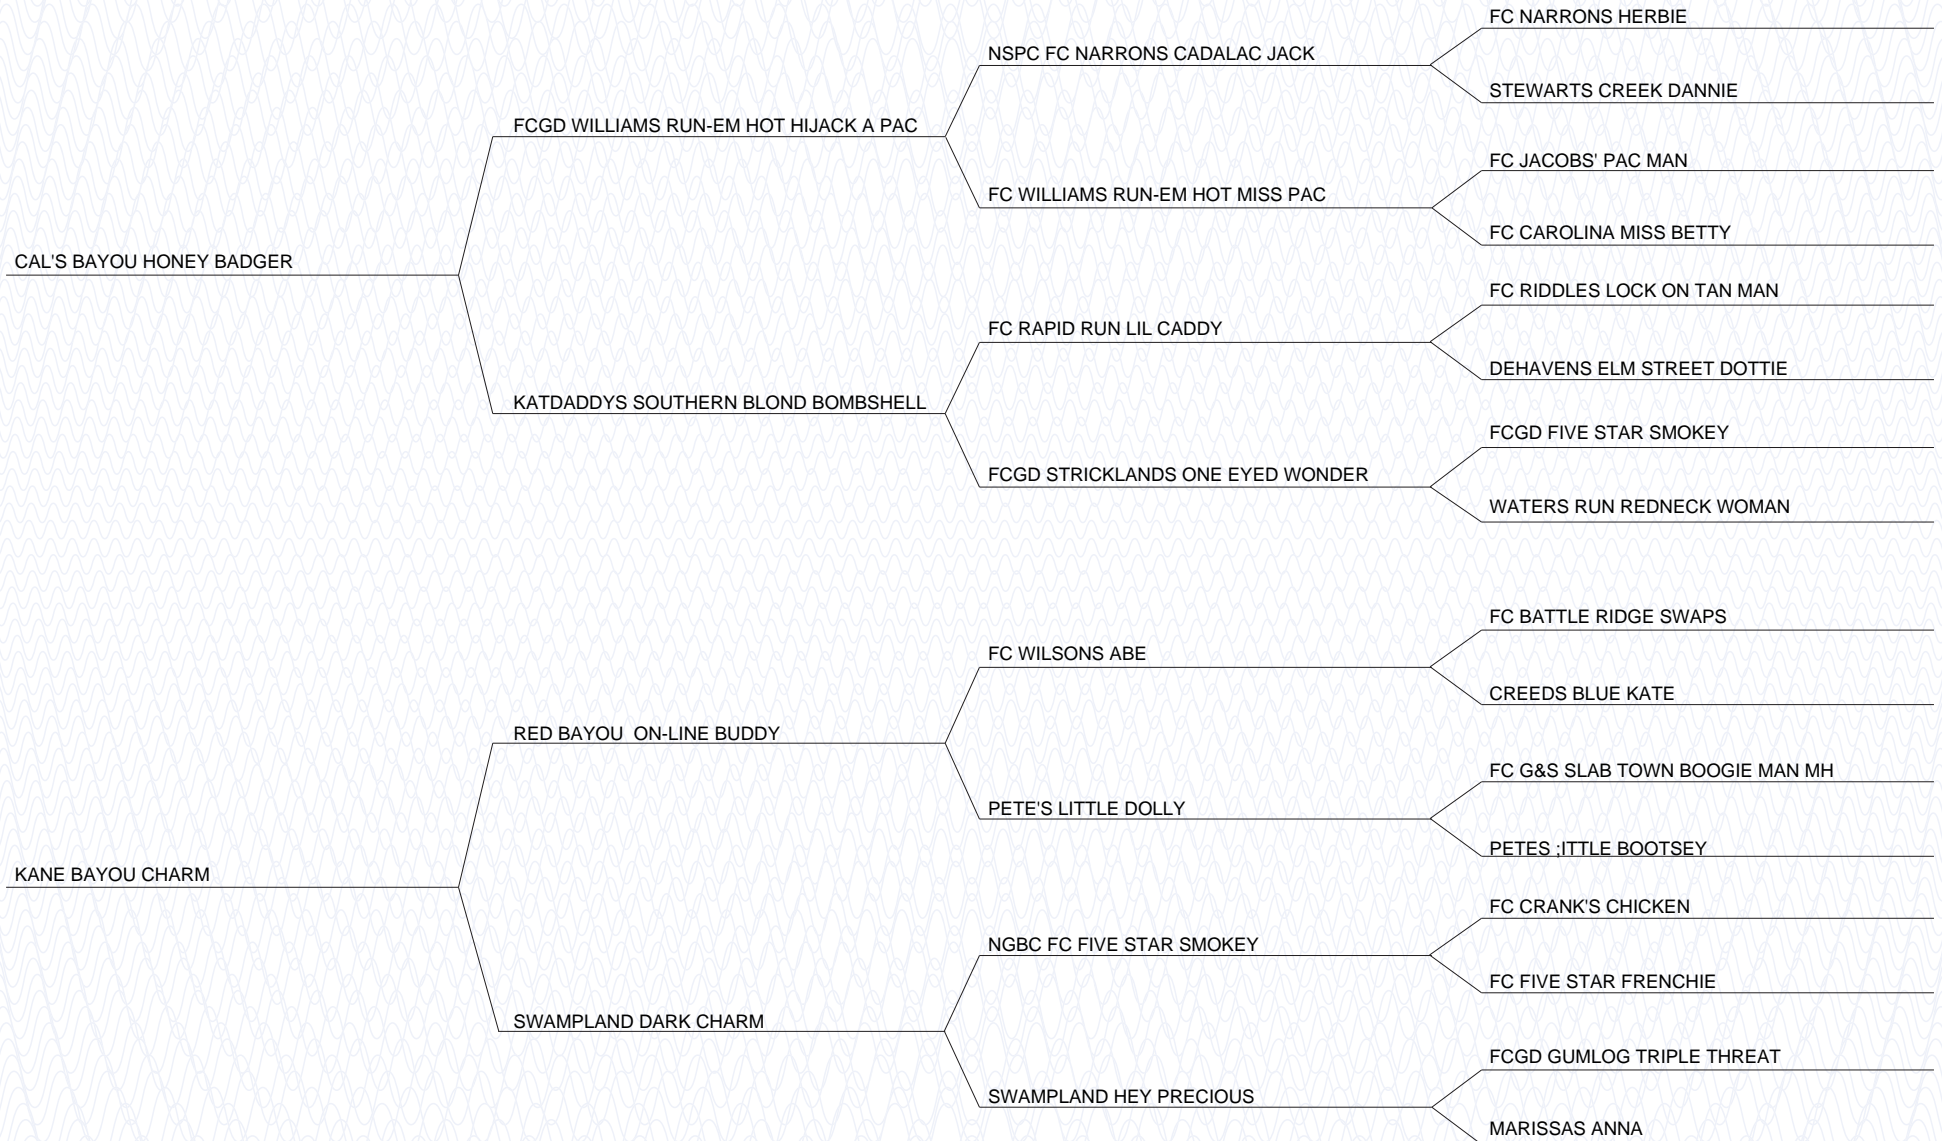 FC NARRONS HERBIE
NSPC FC NARRONS CADALAC JACK
STEWARTS CREEK DANNIE
FCGD WILLIAMS RUN-EM HOT HIJACK A PAC
FC JACOBS' PAC MAN
FC WILLIAMS RUN-EM HOT MISS PAC
FC CAROLINA MISS BETTY
CAL'S BAYOU HONEY BADGER
FC RIDDLES LOCK ON TAN MAN
FC RAPID RUN LIL CADDY
DEHAVENS ELM STREET DOTTIE
KATDADDYS SOUTHERN BLOND BOMBSHELL
FCGD FIVE STAR SMOKEY
FCGD STRICKLANDS ONE EYED WONDER
WATERS RUN REDNECK WOMAN
FC BATTLE RIDGE SWAPS
FC WILSONS ABE
CREEDS BLUE KATE
RED BAYOU  ON-LINE BUDDY
FC G&S SLAB TOWN BOOGIE MAN MH
PETE'S LITTLE DOLLY
PETES ;ITTLE BOOTSEY
KANE BAYOU CHARM
FC CRANK'S CHICKEN
NGBC FC FIVE STAR SMOKEY
FC FIVE STAR FRENCHIE
SWAMPLAND DARK CHARM
FCGD GUMLOG TRIPLE THREAT
SWAMPLAND HEY PRECIOUS
MARISSAS ANNA